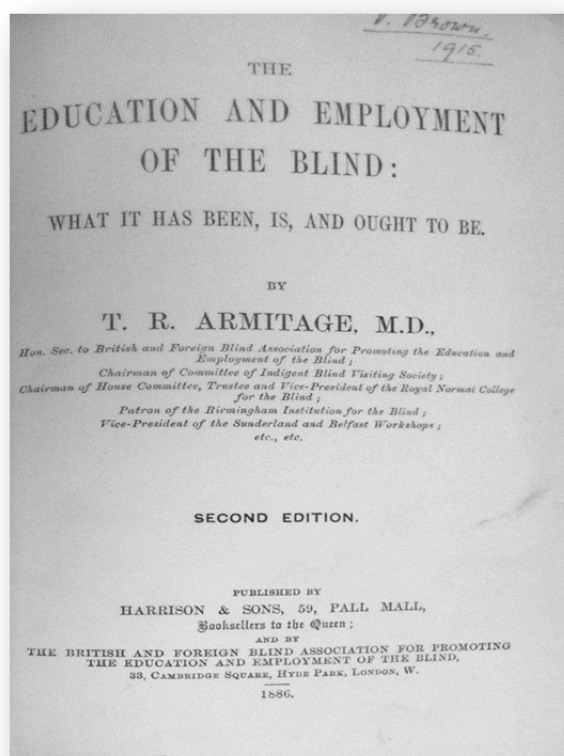 Brown.
1915.
THE
EDUCATION AND EMPLOYMENT
OF THE BLIND:
WHAT IT HAS BEEN, IS, AND OUGHT TO BE.
BY
T. R. ARMITAGE, M.D.,
Hon. Sec. to British and Foreign Blind Association for Promoting the Education and
Employment of the Blind;
Chairman of Committee of Indigent Blind Visiting Society;
Chairman of House Committee, Trustee and Vice-President of the Royal Normal College
for the Blind;
Patron of the Birmingham Institution for the Blind;
Vice-President of the Sunderland and Belfast Workshops;
etc., etc.
SECOND EDITION.
PUBLISHED BY
HARRISON & SONS, 59, PALL MALL,
Booksellers to the Queen;
AND BY
THE BRITISH AND FOREIGN BLIND ASSOCIATION FOR PROMOTING
THE EDUCATION AND EMPLOYMENT OF THE BLIND,
33, CAMBRIDGE SQUARE, HYDE PARK, LONDON, W.
1886.